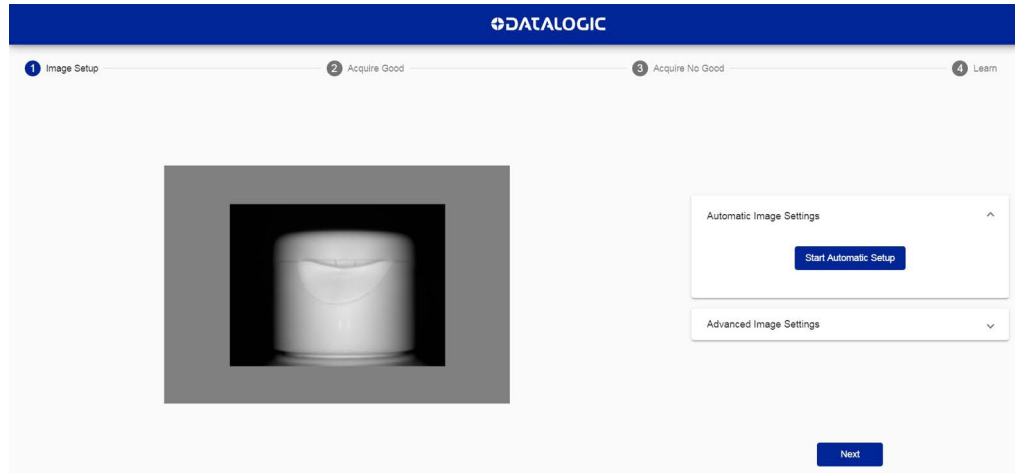 DATALOGIC
1 Image Setup
2 Acquire Good
3 Acquire No Good
4 Learn
Automatic Image Settings
Start Automatic Setup
Advanced Image Settings
Next